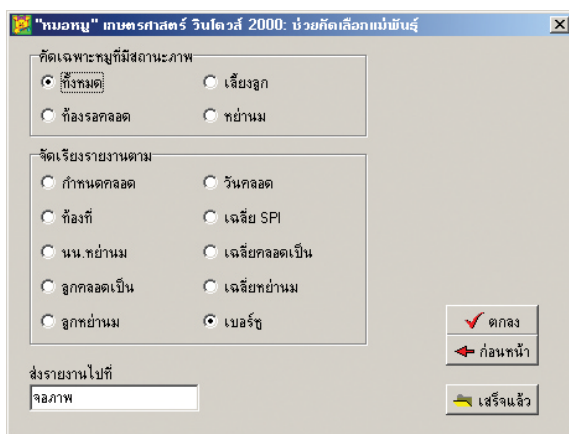 "หมอหมู" เกษตรศาสตร์ วินโดวส์ 2000: ช่วยคัดเลือกแม่พันธุ์
คัดเฉพาะหมูที่มีสถานะภาพ
ทั้งหมด เลี้ยงลูก
ท้องรอคลอด หย่านม
จัดเรียงรายงานตาม
กำหนดคลอด วันคลอด
ท้องที่ เฉลี่ย SPI
นน.หย่านม เฉลี่ยคลอดเป็น
ลูกคลอดเป็น เฉลี่ยหย่านม
ลูกหย่านม เบอร์หู
ตกลง
ก่อนหน้า
ส่งรายงานไปที่
จอภาพ
เสร็จแล้ว